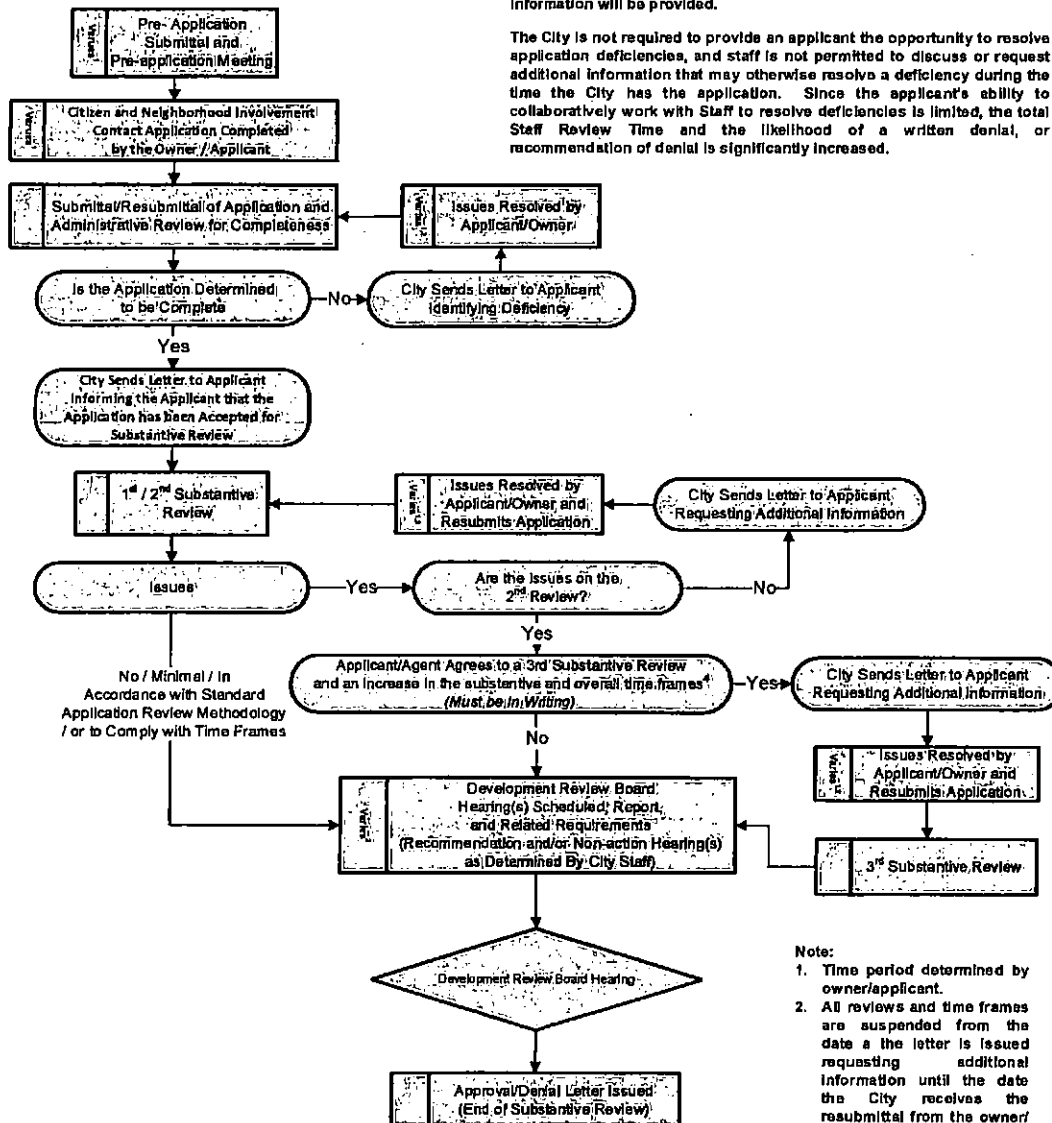 information will be provided.
The City is not required to provide an applicant the opportunity to resolve
application deficiencies, and staff is not permitted to discuss or request
additional information that may otherwise resolve a deficiency during the
time the City has the application. Since the applicant's ability to
collaboratively work with Staff to resolve deficiencies is limited, the total
Staff Review Time and the likelihood of a written denial, or
recommendation of denial is significantly increased.
Varies
Pre- Application
Submittal and
Pre-application Meeting
Varies
Citizen and Neighborhood Involvement
Contact Application Completed
by the Owner / Applicant
Submittal/Resubmittal of Application and
Administrative Review for Completeness
Varies
Issues Resolved by
Applicant/Owner
Is the Application Determined
to be Complete
No
City Sends Letter to Applicant
Identifying Deficiency
Yes
City Sends Letter to Applicant
Informing the Applicant that the
Application has been Accepted for
Substantive Review
1st / 2nd Substantive
Review
Varies 1,2
Issues Resolved by
Applicant/Owner and
Resubmits Application
City Sends Letter to Applicant
Requesting Additional Information
Issues
Yes
Are the Issues on the
2nd Review?
No
Yes
No / Minimal / In
Accordance with Standard
Application Review Methodology
/ or to Comply with Time Frames
Applicant/Agent Agrees to a 3rd Substantive Review
and an increase in the substantive and overall time frames4
(Must be in Writing)
Yes
City Sends Letter to Applicant
Requesting Additional Information
No
Varies 1,2
Issues Resolved by
Applicant/Owner and
Resubmits Application
Varies
Development Review Board
Hearing(s) Scheduled, Report,
and Related Requirements
(Recommendation and/or Non-action Hearing(s)
as Determined By City Staff)
3rd Substantive Review
Development Review Board Hearing
Approval/Denial Letter Issued
(End of Substantive Review)
Note:
1. Time period determined by
owner/applicant.
2. All reviews and time frames
are suspended from the
date a the letter is issued
requesting additional
information until the date
the City receives the
resubmittal from the owner/